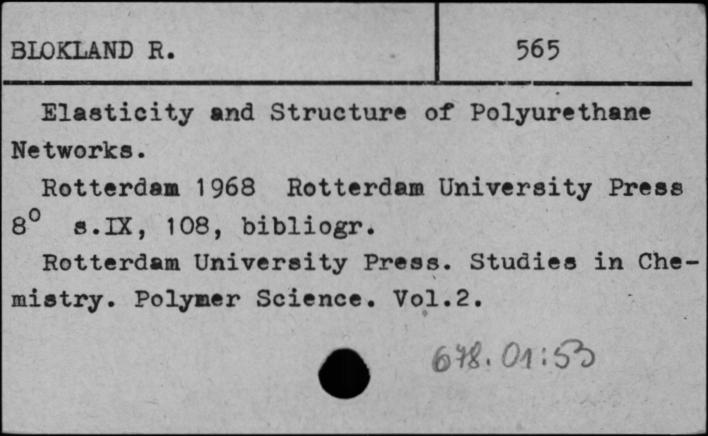 BLOKLAND R. 565
Elasticity and Structure of Polyurethane
Networks.
Rotterdam 1968 Rotterdam University Press
8° s.IX, 108, bibliogr.
Rotterdam University Press. Studies in Che-
mistry. Polymer Science. Vol.2.
678.01:53